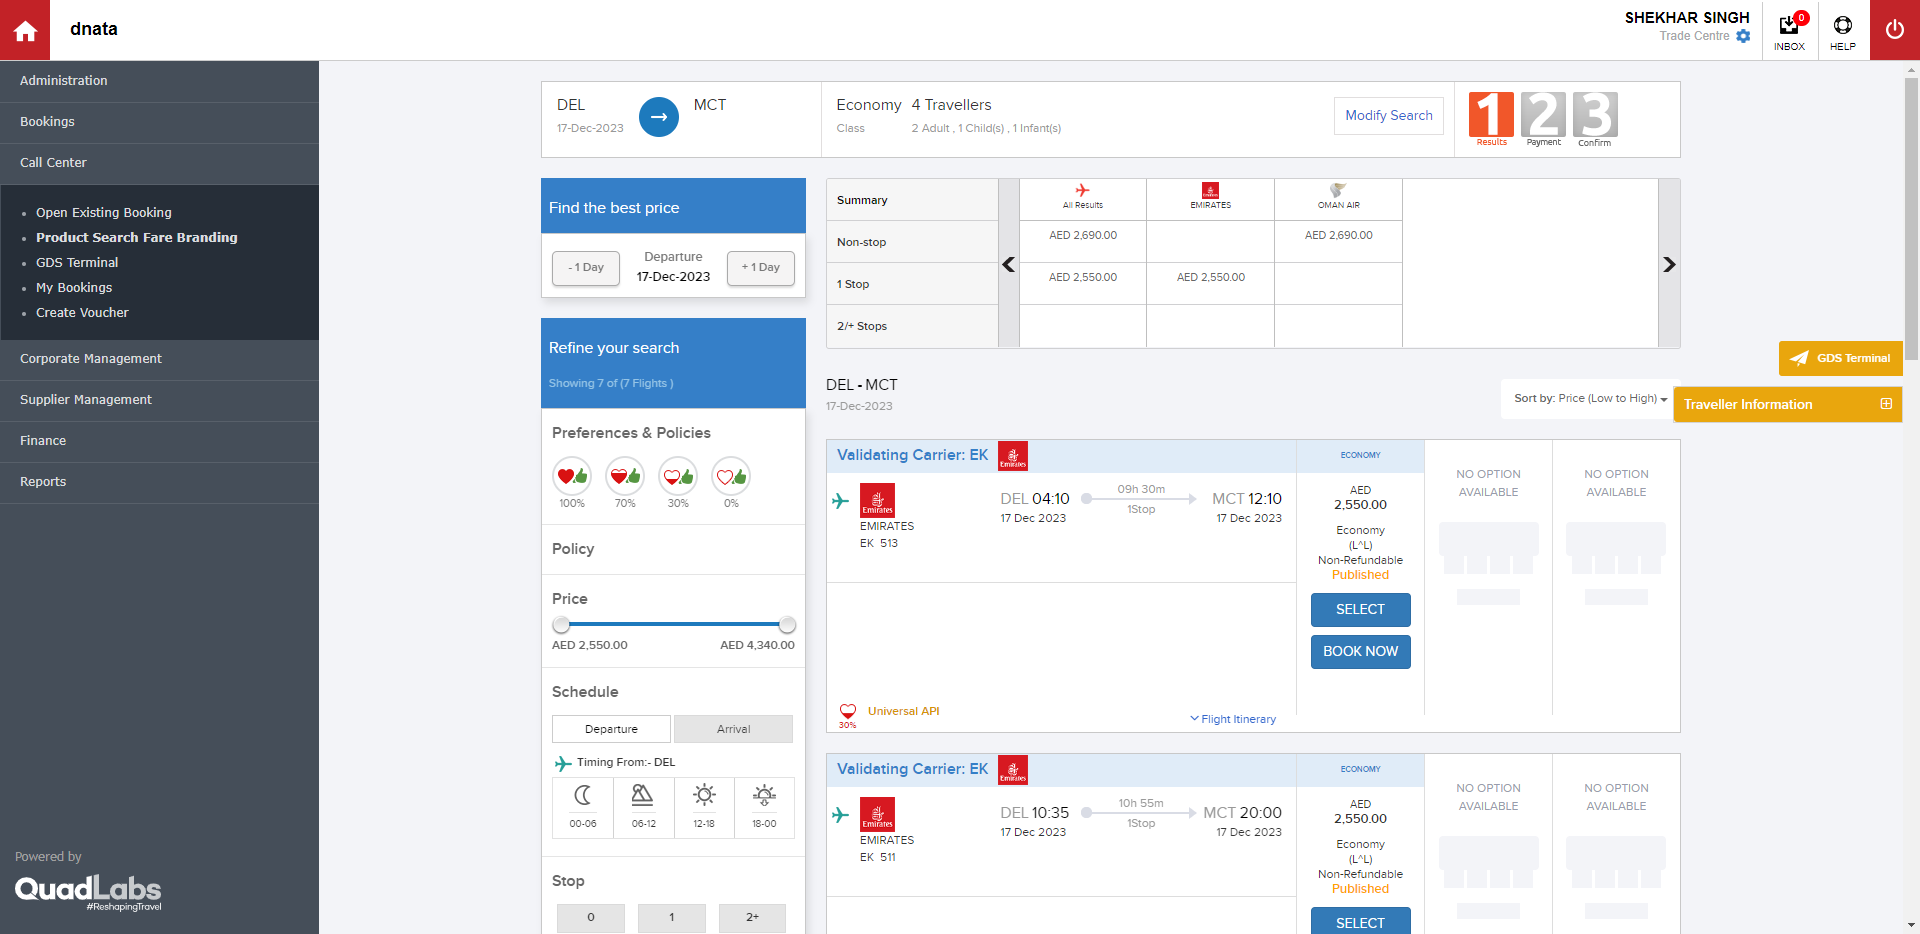 dnata
SHEKHAR SINGH
Trade Centre
0
INBOX
HELP
Administration
Bookings
Call Center
Open Existing Booking
Product Search Fare Branding
GDS Terminal
My Bookings
Create Voucher
Corporate Management
Supplier Management
Finance
Reports
Powered by
QuadLabs
#ReshapingTravel
DEL
17-Dec-2023
MCT
Economy
Class
4 Travellers
2 Adult , 1 Child(s) , 1 Infant(s)
Modify Search
1
Results
2
Payment
3
Confirm
Find the best price
- 1 Day
Departure
17-Dec-2023
+ 1 Day
Refine your search
Showing 7 of (7 Flights )
Preferences & Policies
100%
70%
30%
0%
Policy
Price
AED 2,550.00
AED 4,340.00
Schedule
Departure
Arrival
Timing From:- DEL
00-06
06-12
12-18
18-00
Stop
0
1
2+
Summary
All Results
EMIRATES
OMAN AIR
Non-stop
AED 2,690.00
AED 2,690.00
1 Stop
AED 2,550.00
AED 2,550.00
2/+ Stops
GDS Terminal
DEL - MCT
17-Dec-2023
Sort by: Price (Low to High)
Traveller Information
Validating Carrier: EK
Emirates
Emirates
EMIRATES
EK 513
DEL 04:10
17 Dec 2023
09h 30m
1Stop
MCT 12:10
17 Dec 2023
30%
Universal API
Flight Itinerary
ECONOMY
AED
2,550.00
Economy
(L^L)
Non-Refundable
Published
SELECT
BOOK NOW
NO OPTION
AVAILABLE
NO OPTION
AVAILABLE
Validating Carrier: EK
Emirates
Emirates
EMIRATES
EK 511
DEL 10:35
17 Dec 2023
10h 55m
1Stop
MCT 20:00
17 Dec 2023
ECONOMY
AED
2,550.00
Economy
(L^L)
Non-Refundable
Published
SELECT
NO OPTION
AVAILABLE
NO OPTION
AVAILABLE